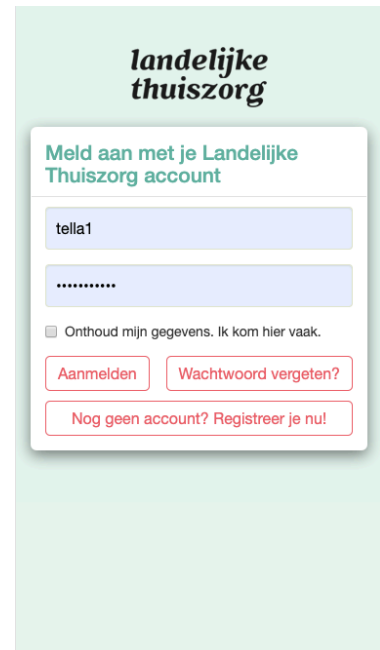 landelijke
thuiszorg
Meld aan met je Landelijke
Thuiszorg account
tella1
•••••••••••
Onthoud mijn gegevens. Ik kom hier vaak.
Aanmelden
Wachtwoord vergeten?
Nog geen account? Registreer je nu!